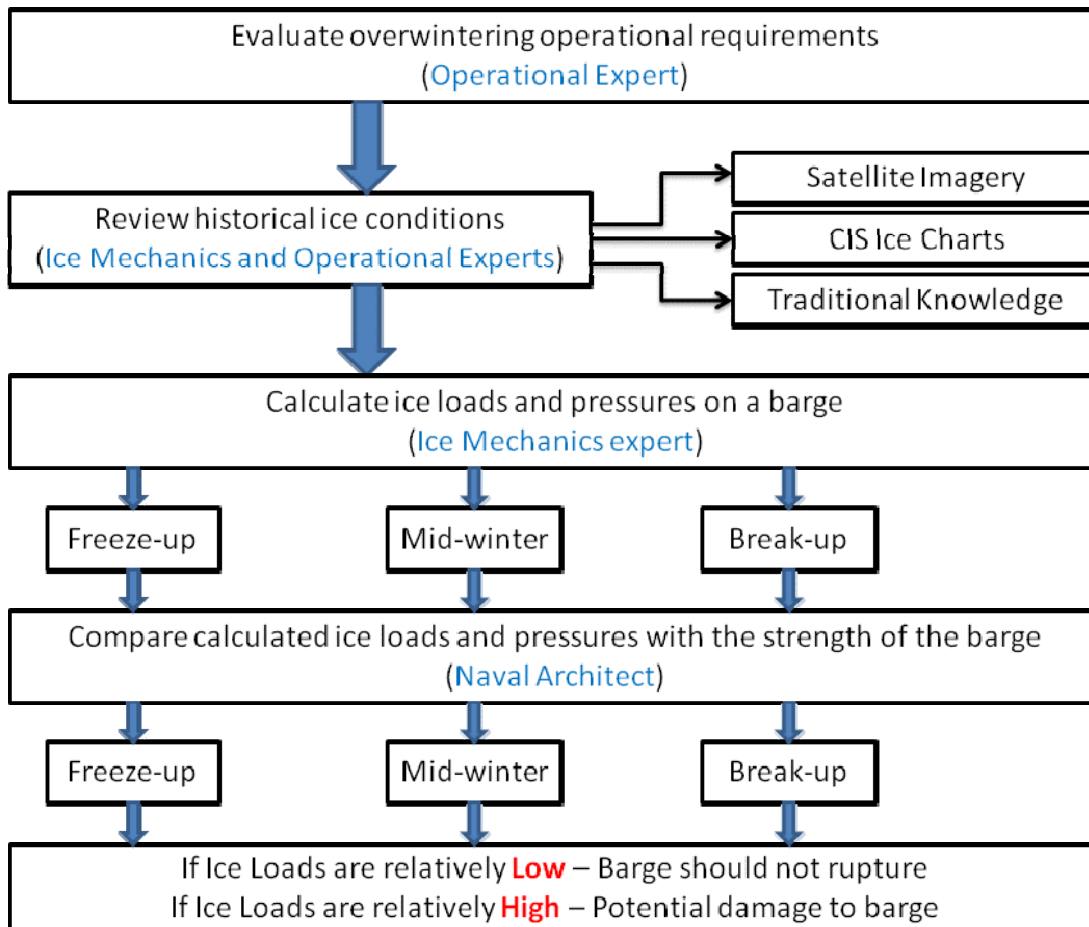 Evaluate overwintering operational requirements
(Operational Expert)
Review historical ice conditions
(Ice Mechanics and Operational Experts)
Satellite Imagery
CIS Ice Charts
Traditional Knowledge
Calculate ice loads and pressures on a barge
(Ice Mechanics expert)
Freeze-up
Mid-winter
Break-up
Compare calculated ice loads and pressures with the strength of the barge
(Naval Architect)
Freeze-up
Mid-winter
Break-up
If Ice Loads are relatively Low – Barge should not rupture
If Ice Loads are relatively High – Potential damage to barge